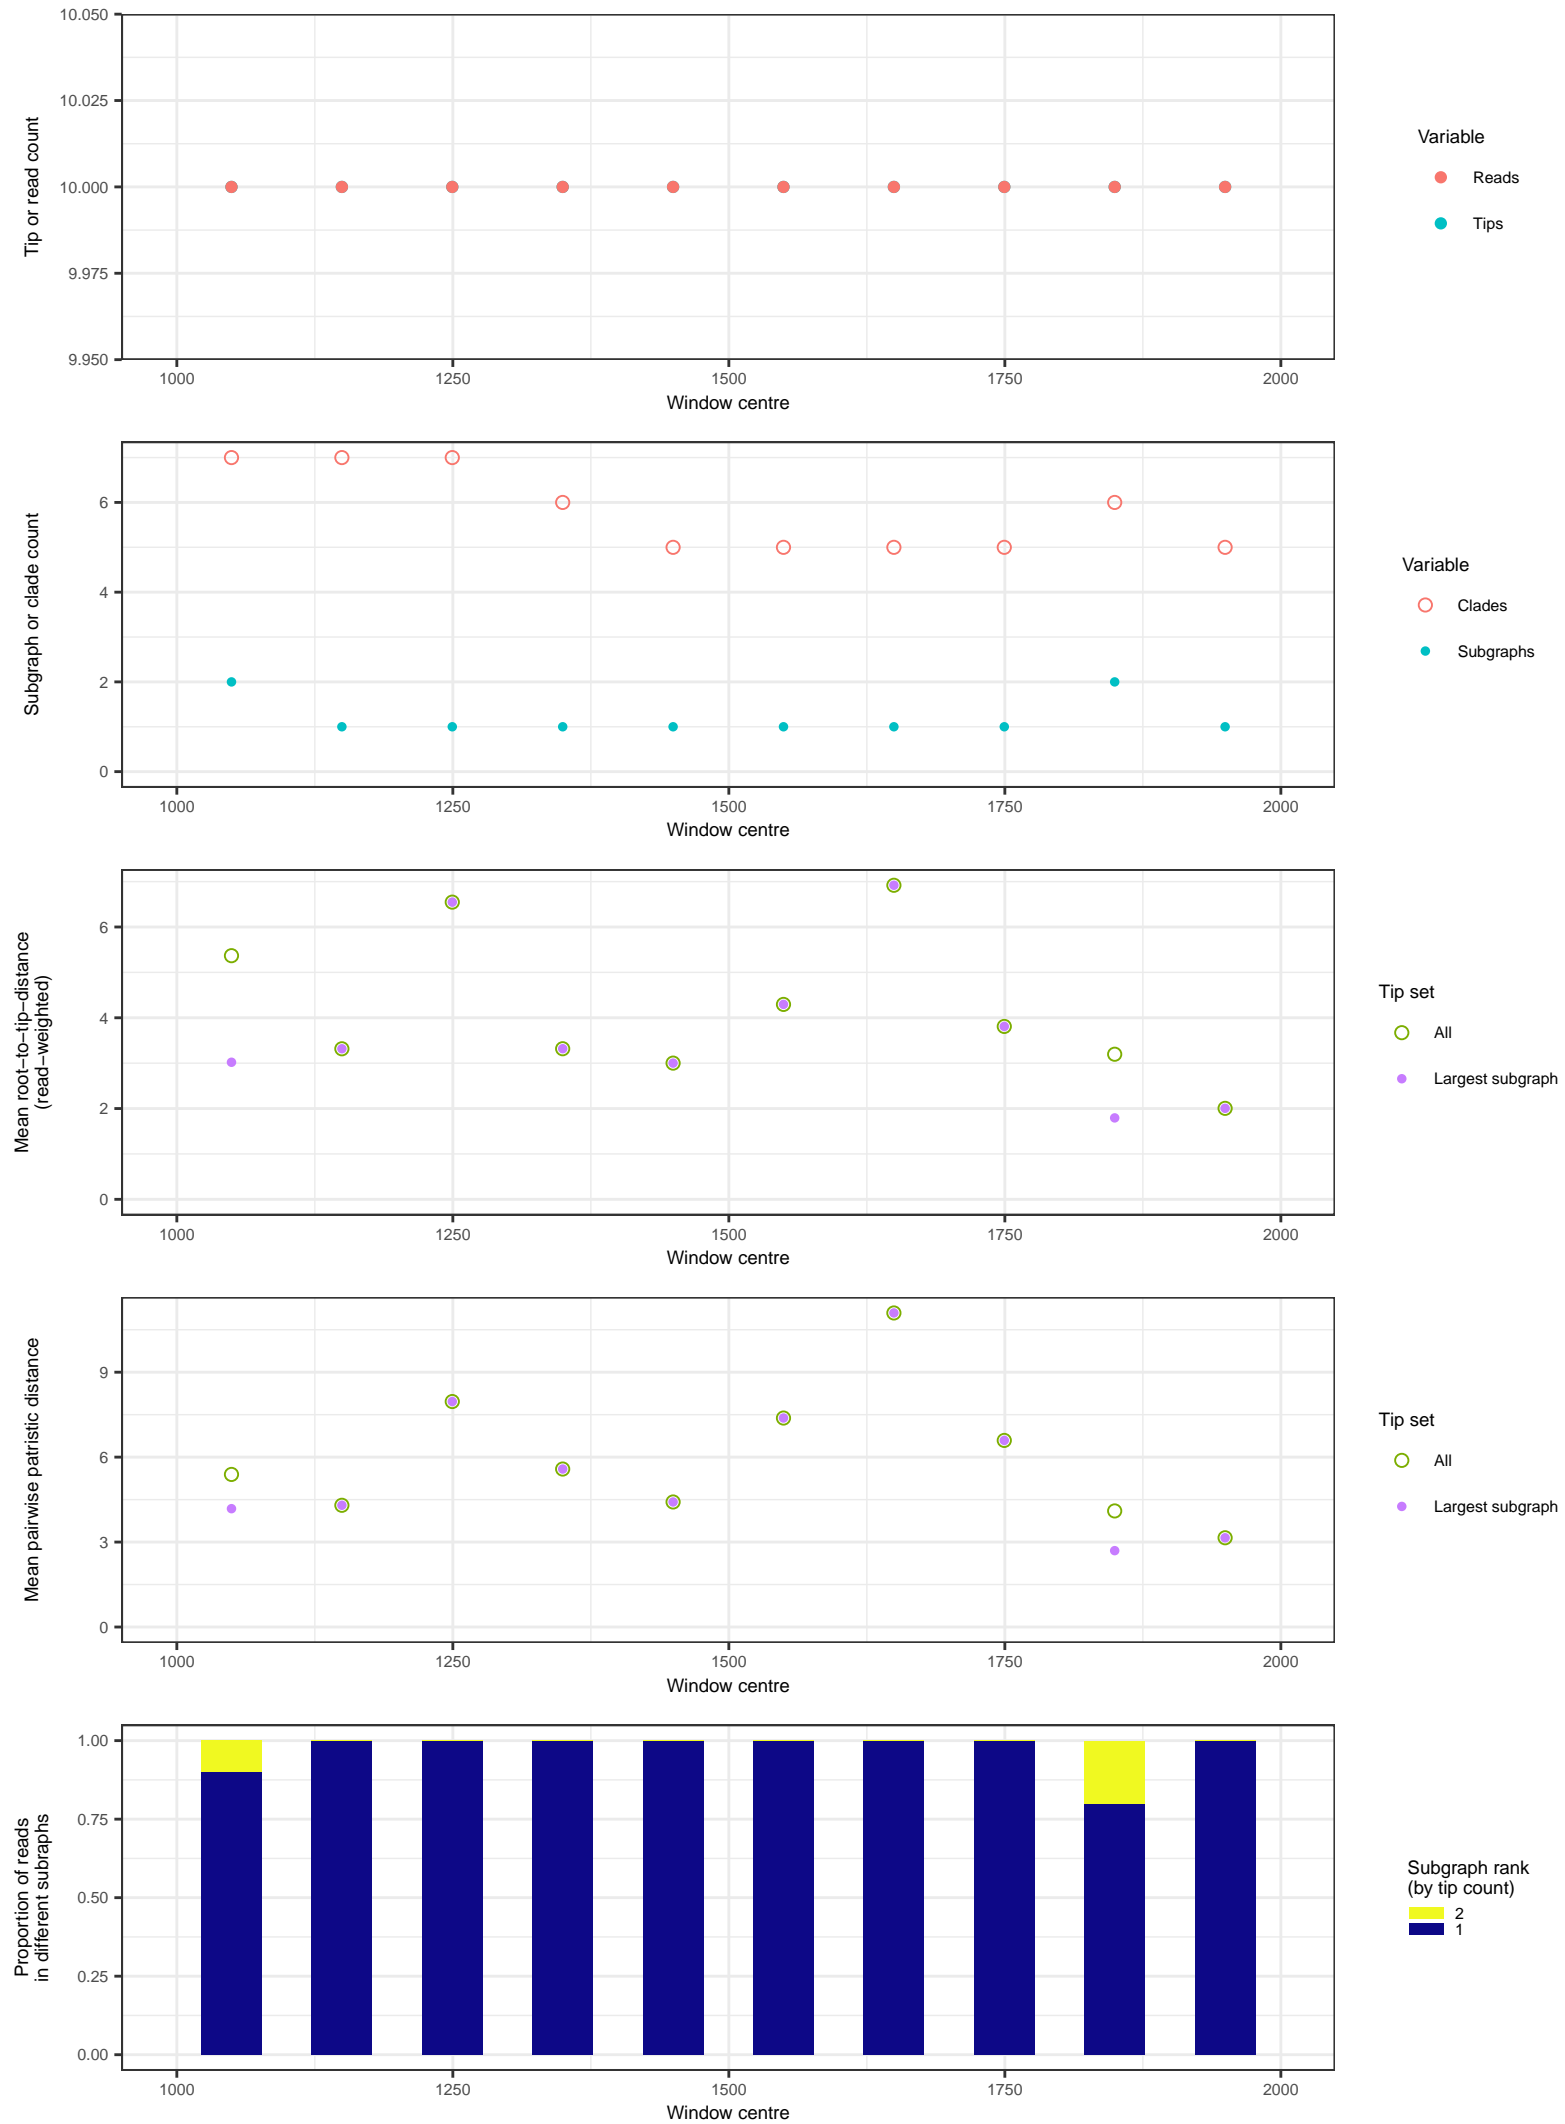 10.050
10.025
10.000
9.975
9.950
Tip or read count
1000 1250 1500 1750 2000
Window centre
Variable
Reads
Tips
6
4
2
0
Subgraph or clade count
1000 1250 1500 1750 2000
Window centre
Variable
Clades
Subgraphs
6
4
2
0
Mean root−to−tip−distance
(read−weighted)
1000 1250 1500 1750 2000
Window centre
Tip set
All
Largest subgraph
9
6
3
0
Mean pairwise patristic distance
1000 1250 1500 1750 2000
Window centre
Tip set
All
Largest subgraph
1.00
0.75
0.50
0.25
0.00
Proportion of reads
in different subraphs
1000 1250 1500 1750 2000
Window centre
Subgraph rank
(by tip count)
2
1